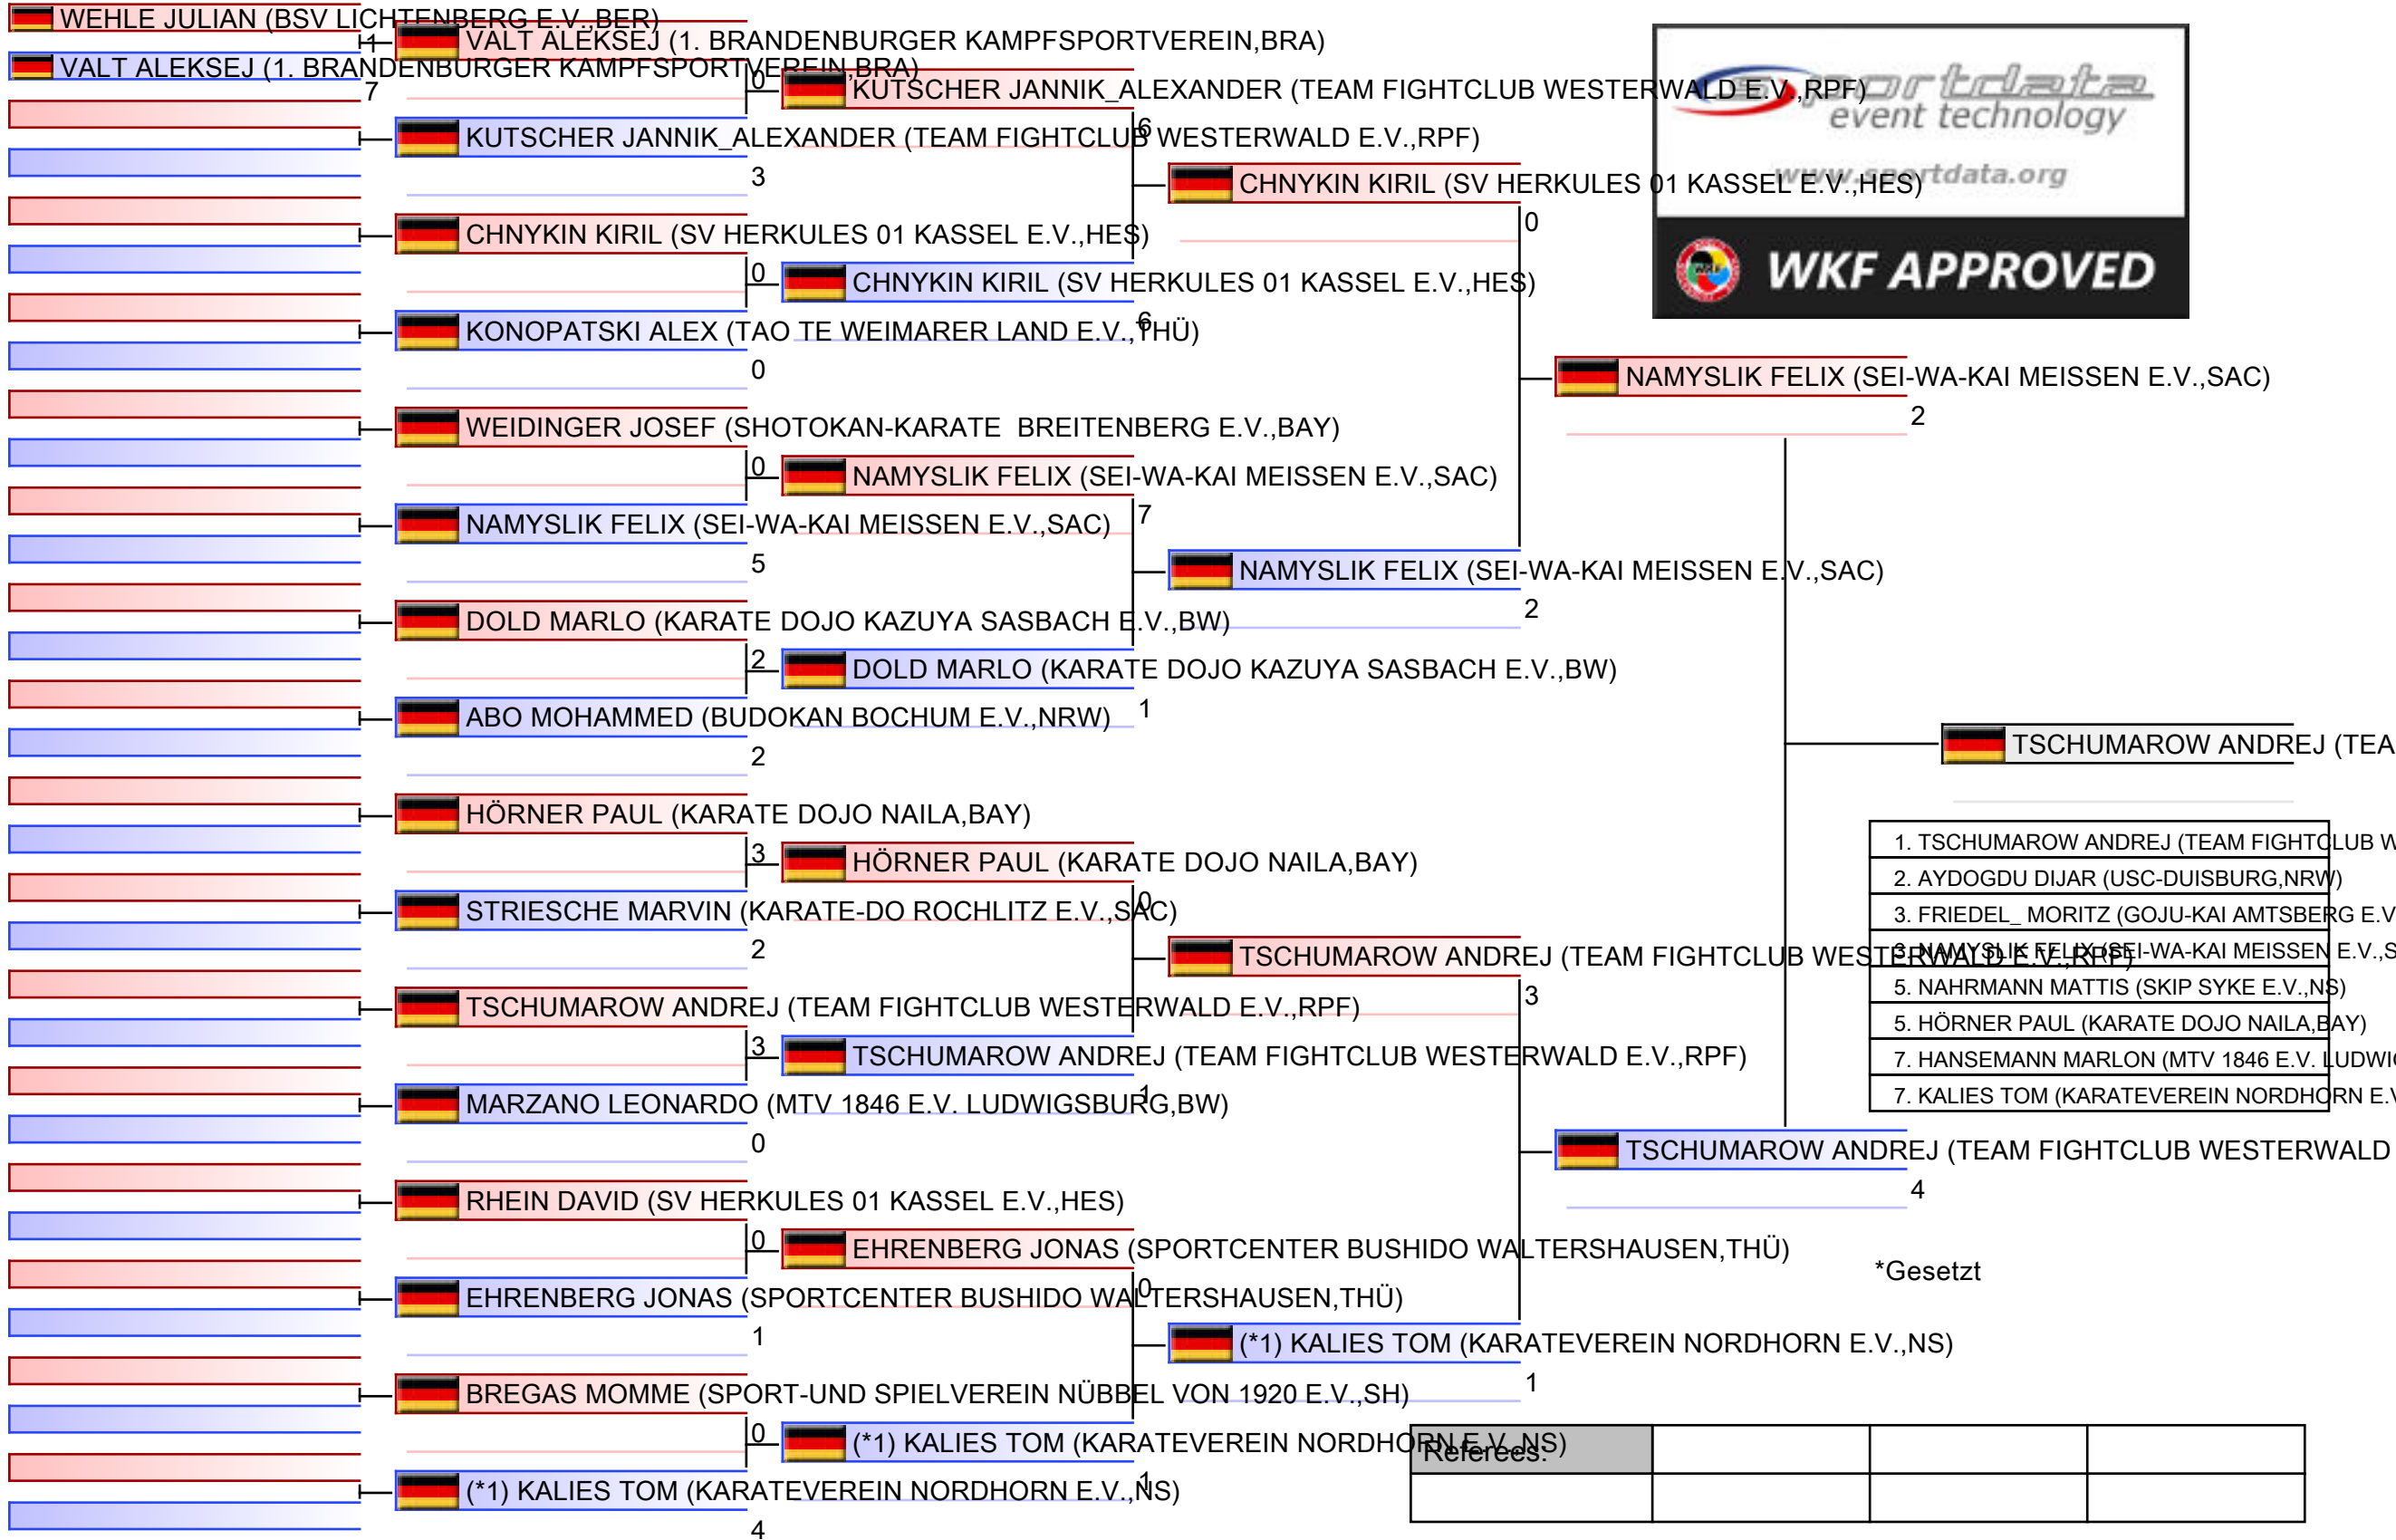 WEHLE JULIAN (BSV LICHTENBERG E.V.,BER)
1
VALT ALEKSEJ (1. BRANDENBURGER KAMPFSPORTVEREIN,BRA)
7
VALT ALEKSEJ (1. BRANDENBURGER KAMPFSPORTVEREIN,BRA)
0
KUTSCHER JANNIK_ALEXANDER (TEAM FIGHTCLUB WESTERWALD E.V.,RPF)
3
CHNYKIN KIRIL (SV HERKULES 01 KASSEL E.V.,HES)
0
KONOPATSKI ALEX (TAO TE WEIMARER LAND E.V.,THÜ)
0
WEIDINGER JOSEF (SHOTOKAN-KARATE  BREITENBERG E.V.,BAY)
0
NAMYSLIK FELIX (SEI-WA-KAI MEISSEN E.V.,SAC)
5
DOLD MARLO (KARATE DOJO KAZUYA SASBACH E.V.,BW)
2
ABO MOHAMMED (BUDOKAN BOCHUM E.V.,NRW)
2
HÖRNER PAUL (KARATE DOJO NAILA,BAY)
3
STRIESCHE MARVIN (KARATE-DO ROCHLITZ E.V.,SAC)
2
TSCHUMAROW ANDREJ (TEAM FIGHTCLUB WESTERWALD E.V.,RPF)
3
MARZANO LEONARDO (MTV 1846 E.V. LUDWIGSBURG,BW)
0
RHEIN DAVID (SV HERKULES 01 KASSEL E.V.,HES)
0
EHRENBERG JONAS (SPORTCENTER BUSHIDO WALTERSHAUSEN,THÜ)
1
BREGAS MOMME (SPORT-UND SPIELVEREIN NÜBBEL VON 1920 E.V.,SH)
0
(*1) KALIES TOM (KARATEVEREIN NORDHORN E.V.,NS)
4
KUTSCHER JANNIK_ALEXANDER (TEAM FIGHTCLUB WESTERWALD E.V.,RPF)
6
CHNYKIN KIRIL (SV HERKULES 01 KASSEL E.V.,HES)
6
NAMYSLIK FELIX (SEI-WA-KAI MEISSEN E.V.,SAC)
7
DOLD MARLO (KARATE DOJO KAZUYA SASBACH E.V.,BW)
1
HÖRNER PAUL (KARATE DOJO NAILA,BAY)
0
TSCHUMAROW ANDREJ (TEAM FIGHTCLUB WESTERWALD E.V.,RPF)
1
EHRENBERG JONAS (SPORTCENTER BUSHIDO WALTERSHAUSEN,THÜ)
0
(*1) KALIES TOM (KARATEVEREIN NORDHORN E.V.,NS)
1
CHNYKIN KIRIL (SV HERKULES 01 KASSEL E.V.,HES)
0
NAMYSLIK FELIX (SEI-WA-KAI MEISSEN E.V.,SAC)
2
TSCHUMAROW ANDREJ (TEAM FIGHTCLUB WESTERWALD E.V.,RPF)
3
(*1) KALIES TOM (KARATEVEREIN NORDHORN E.V.,NS)
1
NAMYSLIK FELIX (SEI-WA-KAI MEISSEN E.V.,SAC)
2
TSCHUMAROW ANDREJ (TEAM FIGHTCLUB WESTERWALD
4
TSCHUMAROW ANDREJ (TEA
sportdata
event technology
www.sportdata.org
WKF APPROVED
1. TSCHUMAROW ANDREJ (TEAM FIGHTCLUB W
2. AYDOGDU DIJAR (USC-DUISBURG,NRW)
3. FRIEDEL_ MORITZ (GOJU-KAI AMTSBERG E.V
3. NAMYSLIK FELIX (SEI-WA-KAI MEISSEN E.V.,S
5. NAHRMANN MATTIS (SKIP SYKE E.V.,NS)
5. HÖRNER PAUL (KARATE DOJO NAILA,BAY)
7. HANSEMANN MARLON (MTV 1846 E.V. LUDWIG
7. KALIES TOM (KARATEVEREIN NORDHORN E.V
*Gesetzt
Referees: